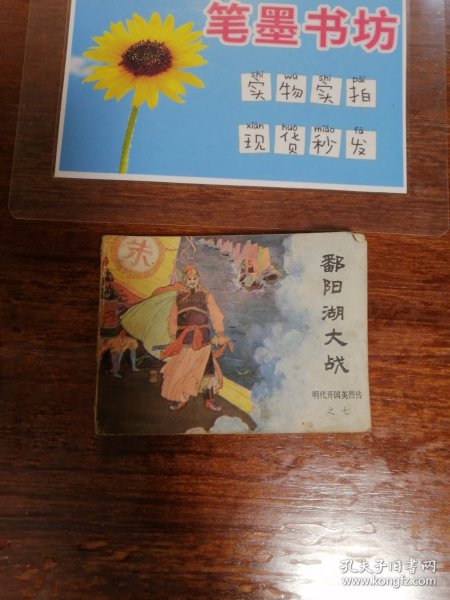 笔墨书坊
shí wù shí pāi
实物实拍
xiàn huò miǎo fā
现货秒发
朱
鄱阳湖大战
明代开国英烈传
之七
孔夫子旧书网
www.kongfz.com